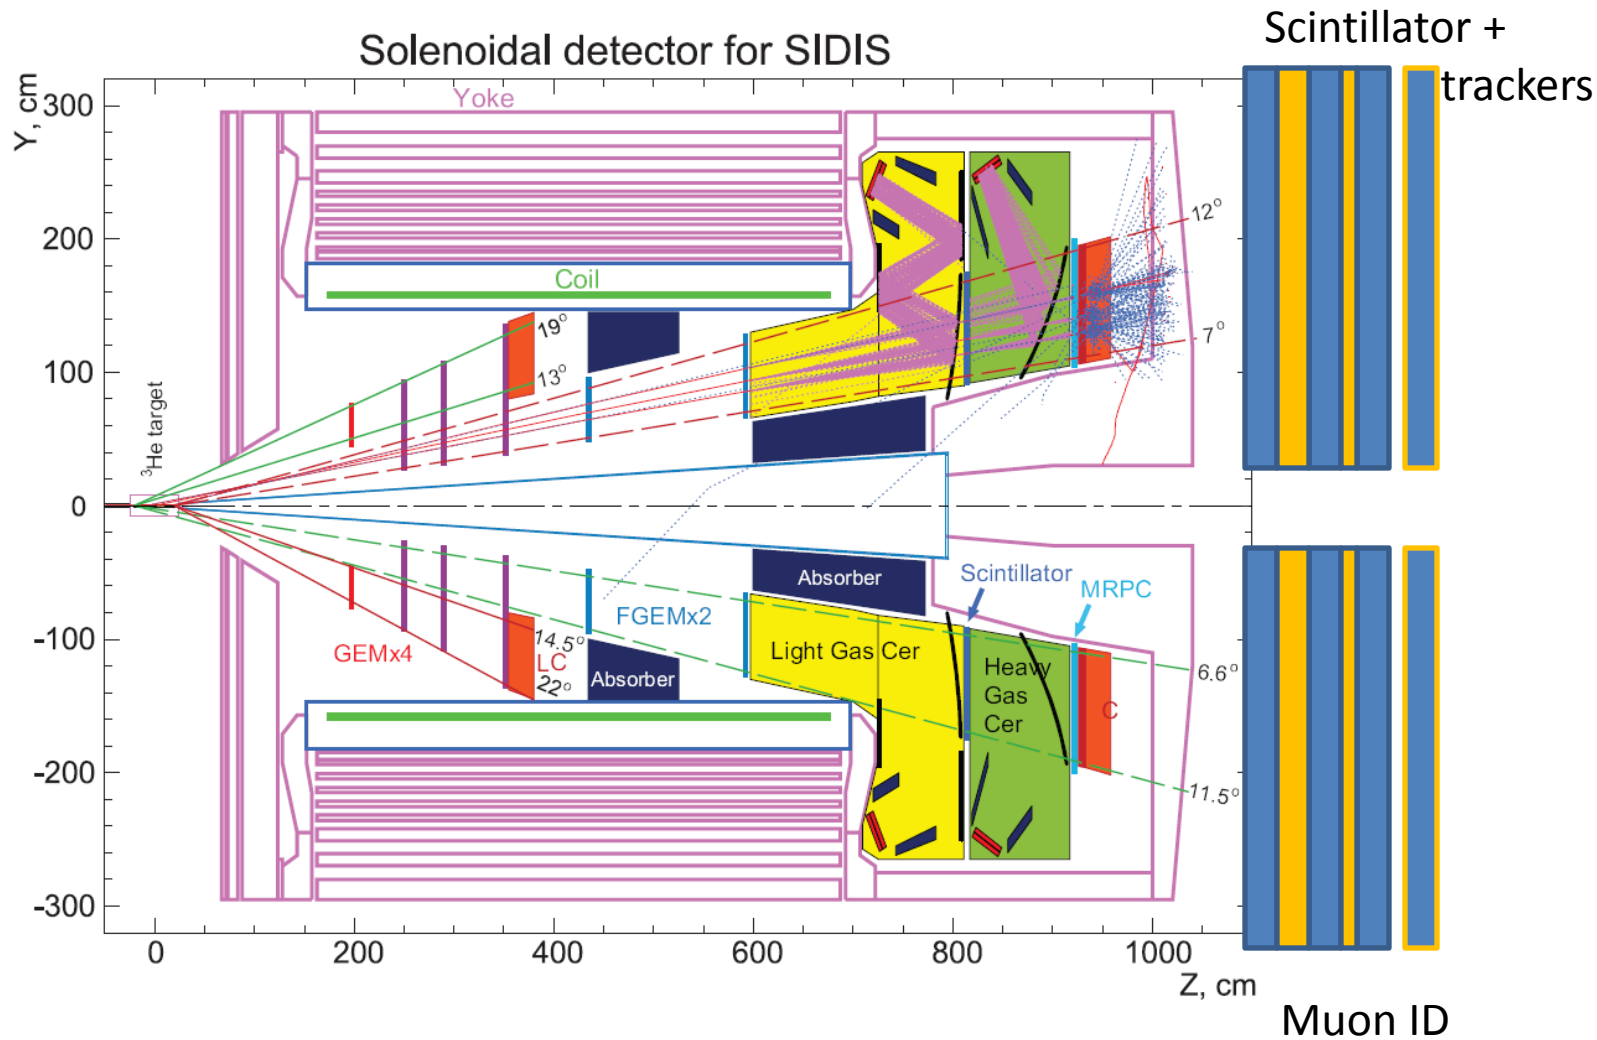 Scintillator +
trackers
Solenoidal detector for SIDIS
Y, cm
300
200
100
0
-100
-200
-300
Yoke
Coil
19°
13°
12°
7°
³He target
Absorber
Scintillator
MRPC
FGEMx2
GEMx4
14.5°
LC
22°
Absorber
Light Gas Cer
Heavy
Gas
Cer
C
6.6°
11.5°
0
200
400
600
800
1000
Z, cm
Muon ID